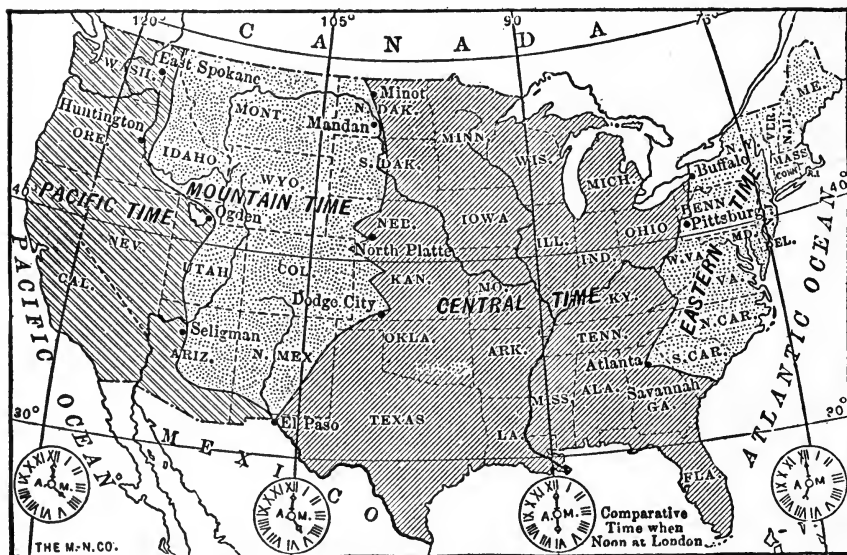 120°
105°
90°
75°
CANADA
WASH.
East Spokane
Huntington
ORE.
IDAHO
MONT.
Minot
N. DAK.
Mandan
S. DAK.
MINN.
WIS.
MICH.
ME.
VER.
N.H.
MASS
CONN.
R.I.
N.Y.
Buffalo
PENN.
Pittsburg
40°
PACIFIC TIME
MOUNTAIN TIME
WYO.
Ogden
NEB.
North Platte
IOWA
ILL.
IND.
OHIO
40°
MD.
DEL.
W.VA.
VA.
EASTERN TIME
NEV.
CAL.
UTAH
COL.
KAN.
Dodge City
MO.
CENTRAL TIME
KY.
N. CAR.
Seligman
ARIZ.
N. MEX
OKLA.
ARK.
TENN.
S. CAR.
Atlanta
Savannah
GA.
ALA.
MISS.
LA.
TEXAS
El Paso
FLA.
PACIFIC OCEAN
ATLANTIC OCEAN
30°
MEXICO
A. M.
A. M.
A. M.
A. M.
Comparative
Time when
Noon at London
THE M.-N. CO.